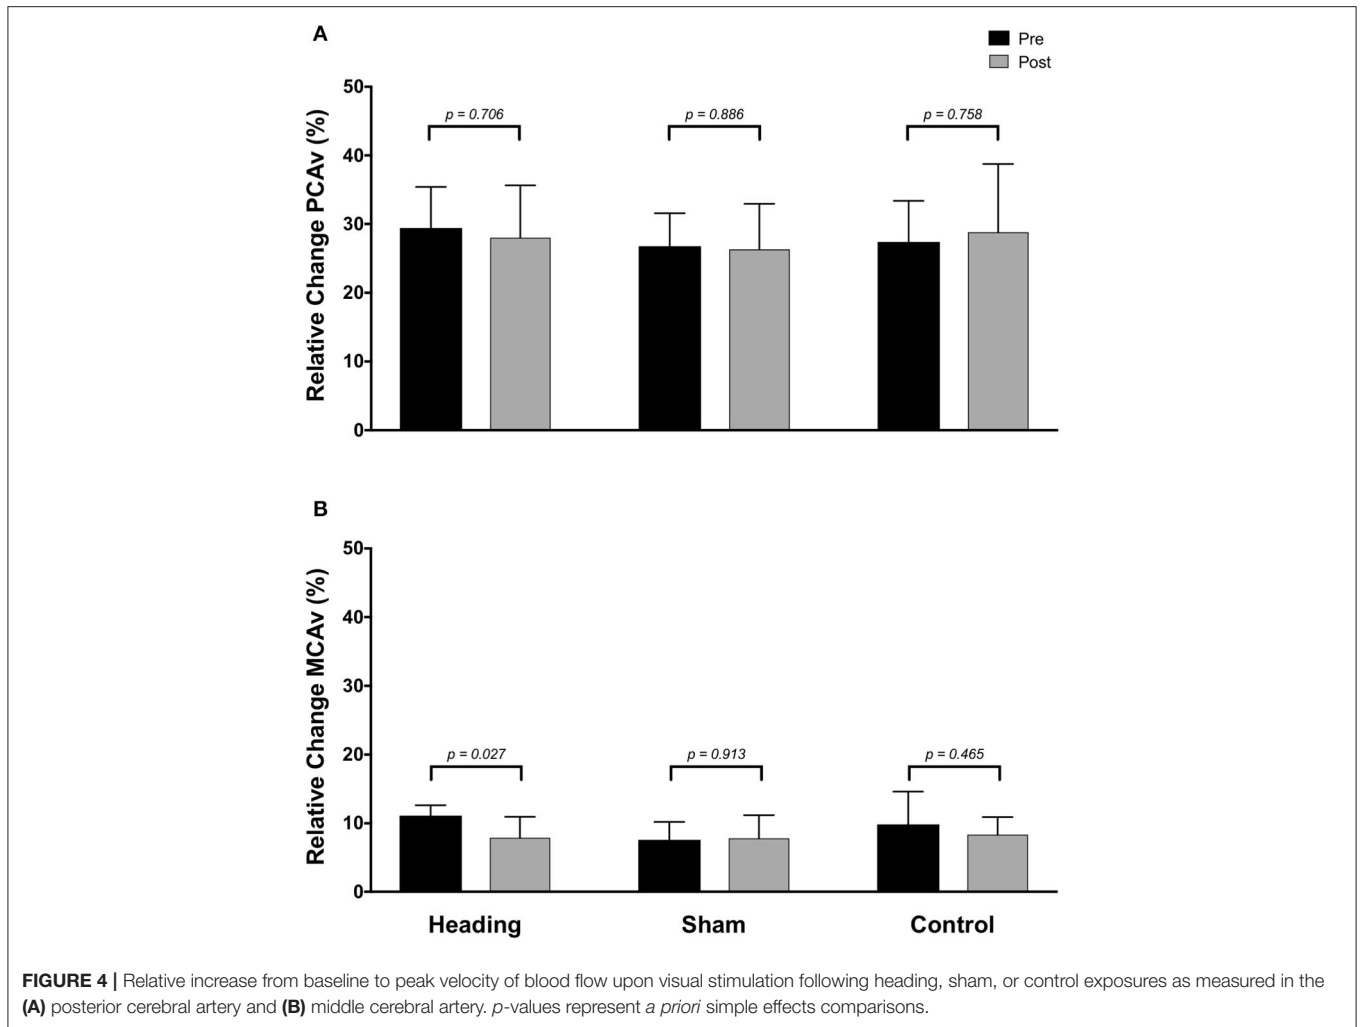 A
Pre
Post
Relative Change PCAv (%)
50
40
30
20
10
0
p = 0.706
p = 0.886
p = 0.758
B
Relative Change MCAv (%)
50
40
30
20
10
0
p = 0.027
p = 0.913
p = 0.465
Heading
Sham
Control
FIGURE 4 | Relative increase from baseline to peak velocity of blood flow upon visual stimulation following heading, sham, or control exposures as measured in the
(A) posterior cerebral artery and (B) middle cerebral artery. p-values represent a priori simple effects comparisons.